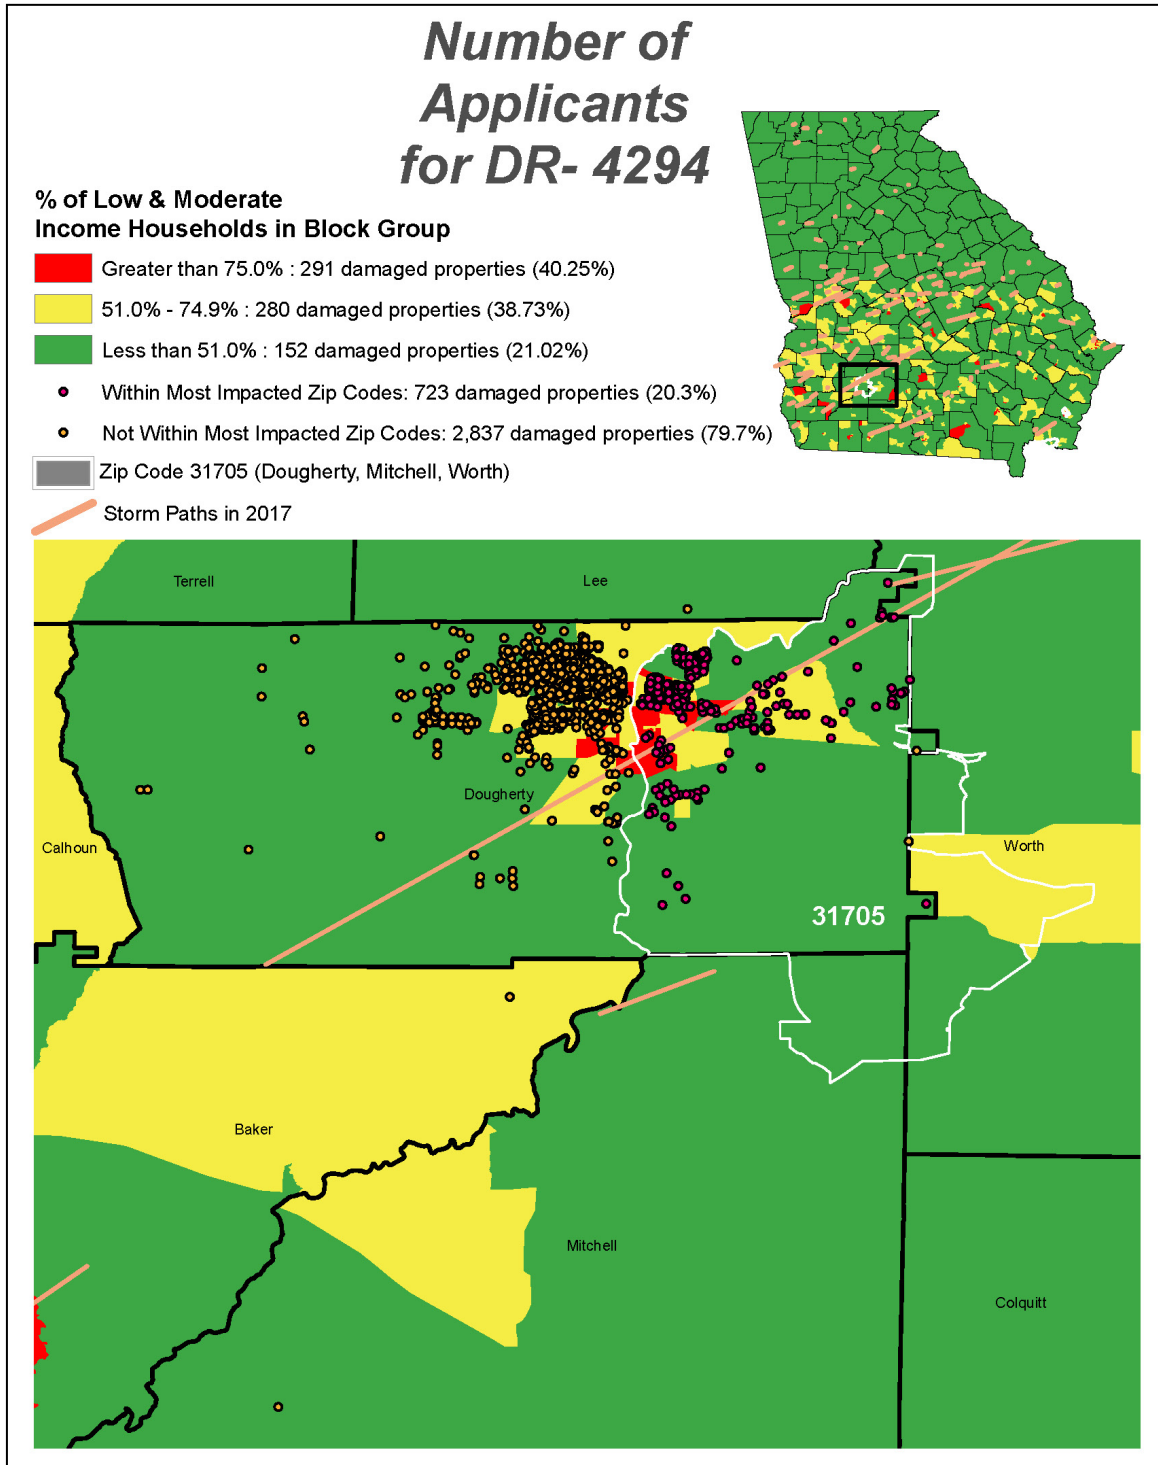 Number of
Applicants
for DR- 4294
% of Low & Moderate
Income Households in Block Group
Greater than 75.0% : 291 damaged properties (40.25%)
51.0% - 74.9% : 280 damaged properties (38.73%)
Less than 51.0% : 152 damaged properties (21.02%)
Within Most Impacted Zip Codes: 723 damaged properties (20.3%)
Not Within Most Impacted Zip Codes: 2,837 damaged properties (79.7%)
Zip Code 31705 (Dougherty, Mitchell, Worth)
Storm Paths in 2017
Terrell
Lee
Dougherty
Calhoun
Worth
31705
Baker
Mitchell
Colquitt